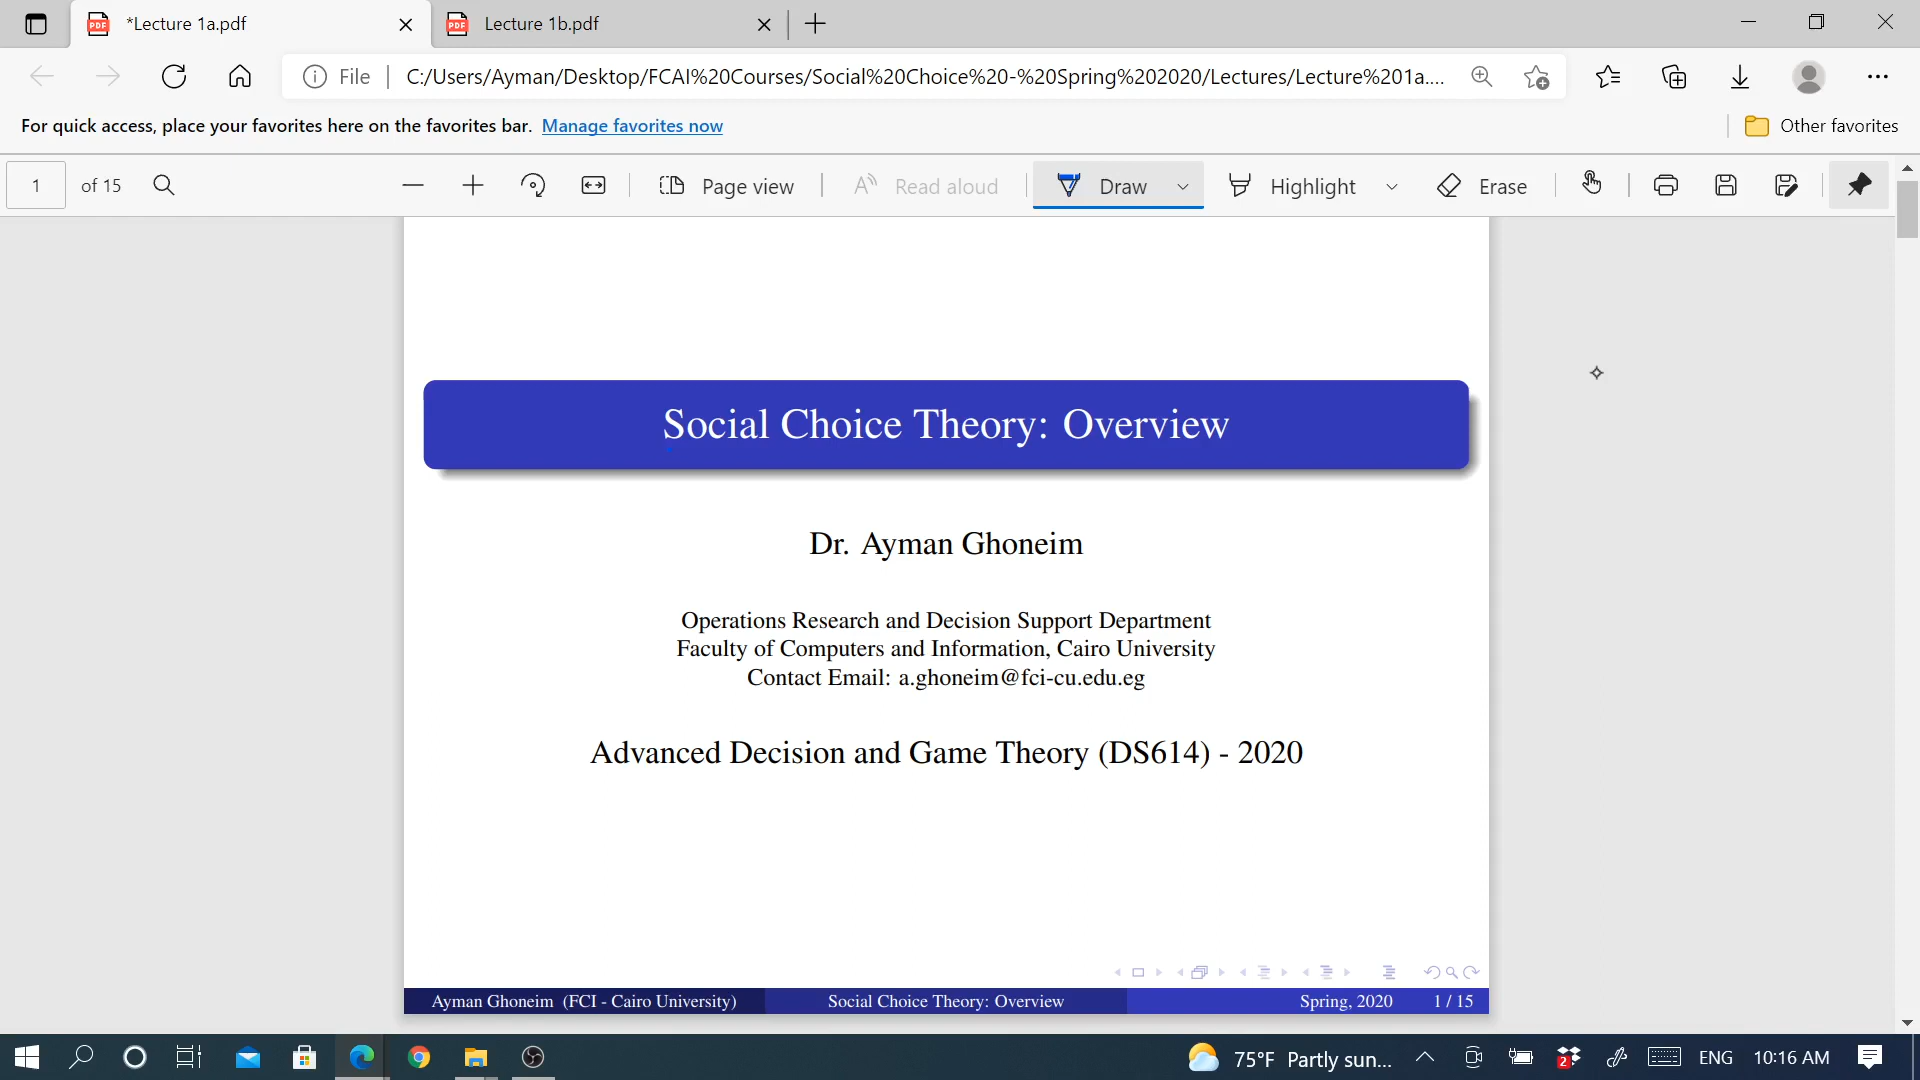 *Lecture 1a.pdf
Lecture 1b.pdf
File
C:/Users/Ayman/Desktop/FCAI%20Courses/Social%20Choice%20-%20Spring%202020/Lectures/Lecture%201a....
For quick access, place your favorites here on the favorites bar. Manage favorites now
Other favorites
1 of 15
Page view
Read aloud
Draw
Highlight
Erase
Social Choice Theory: Overview
Dr. Ayman Ghoneim
Operations Research and Decision Support Department
Faculty of Computers and Information, Cairo University
Contact Email: a.ghoneim@fci-cu.edu.eg
Advanced Decision and Game Theory (DS614) - 2020
Ayman Ghoneim (FCI - Cairo University)
Social Choice Theory: Overview
Spring, 2020
1 / 15
75°F Partly sun...
2
ENG
10:16 AM